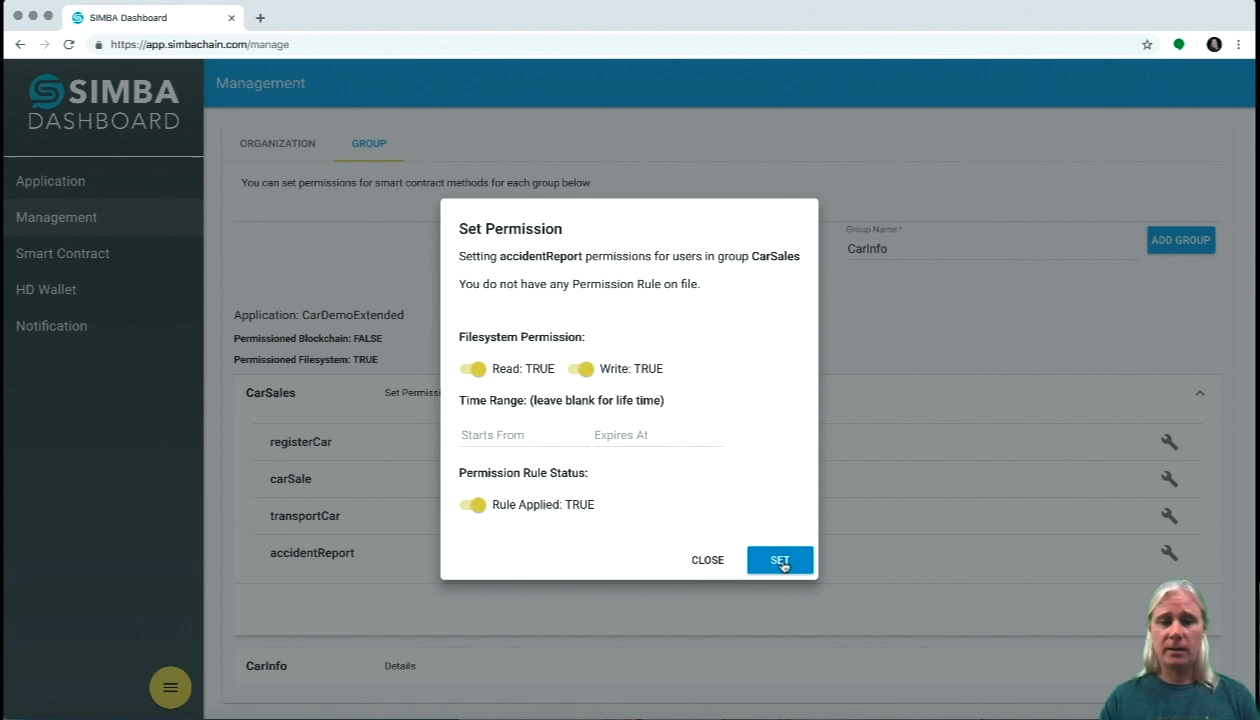 SIMBA Dashboard
https://app.simbachain.com/manage
SIMBA
DASHBOARD
Application
Management
Smart Contract
HD Wallet
Notification
Management
ORGANIZATION GROUP
You can set permissions for smart contract methods for each group below
Group Name *
CarInfo
ADD GROUP
Application: CarDemoExtended
Permissioned Blockchain: FALSE
Permissioned Filesystem: TRUE
CarSales Set Permissi
registerCar
carSale
transportCar
accidentReport
CarInfo Details
Set Permission
Setting accidentReport permissions for users in group CarSales
You do not have any Permission Rule on file.
Filesystem Permission:
Read: TRUE Write: TRUE
Time Range: (leave blank for life time)
Starts From Expires At
Permission Rule Status:
Rule Applied: TRUE
CLOSE SET